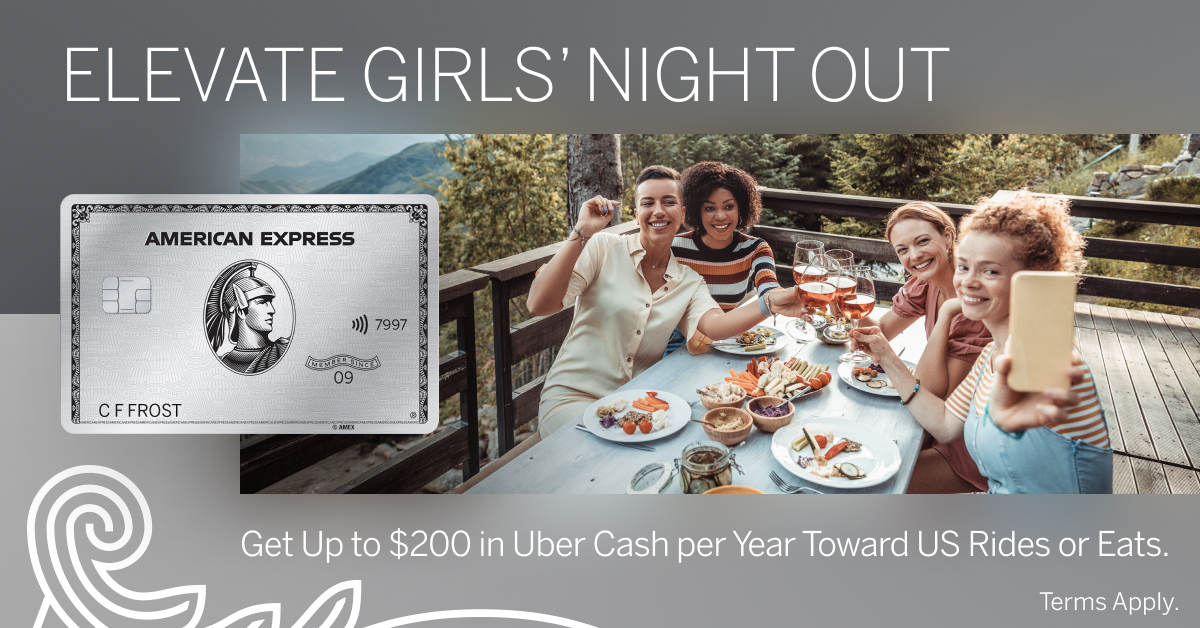 ELEVATE GIRLS’ NIGHT OUT
AMERICAN EXPRESS
7997
MEMBER SINCE
09
C F FROST
® AMEX
Get Up to $200 in Uber Cash per Year Toward US Rides or Eats.
Terms Apply.